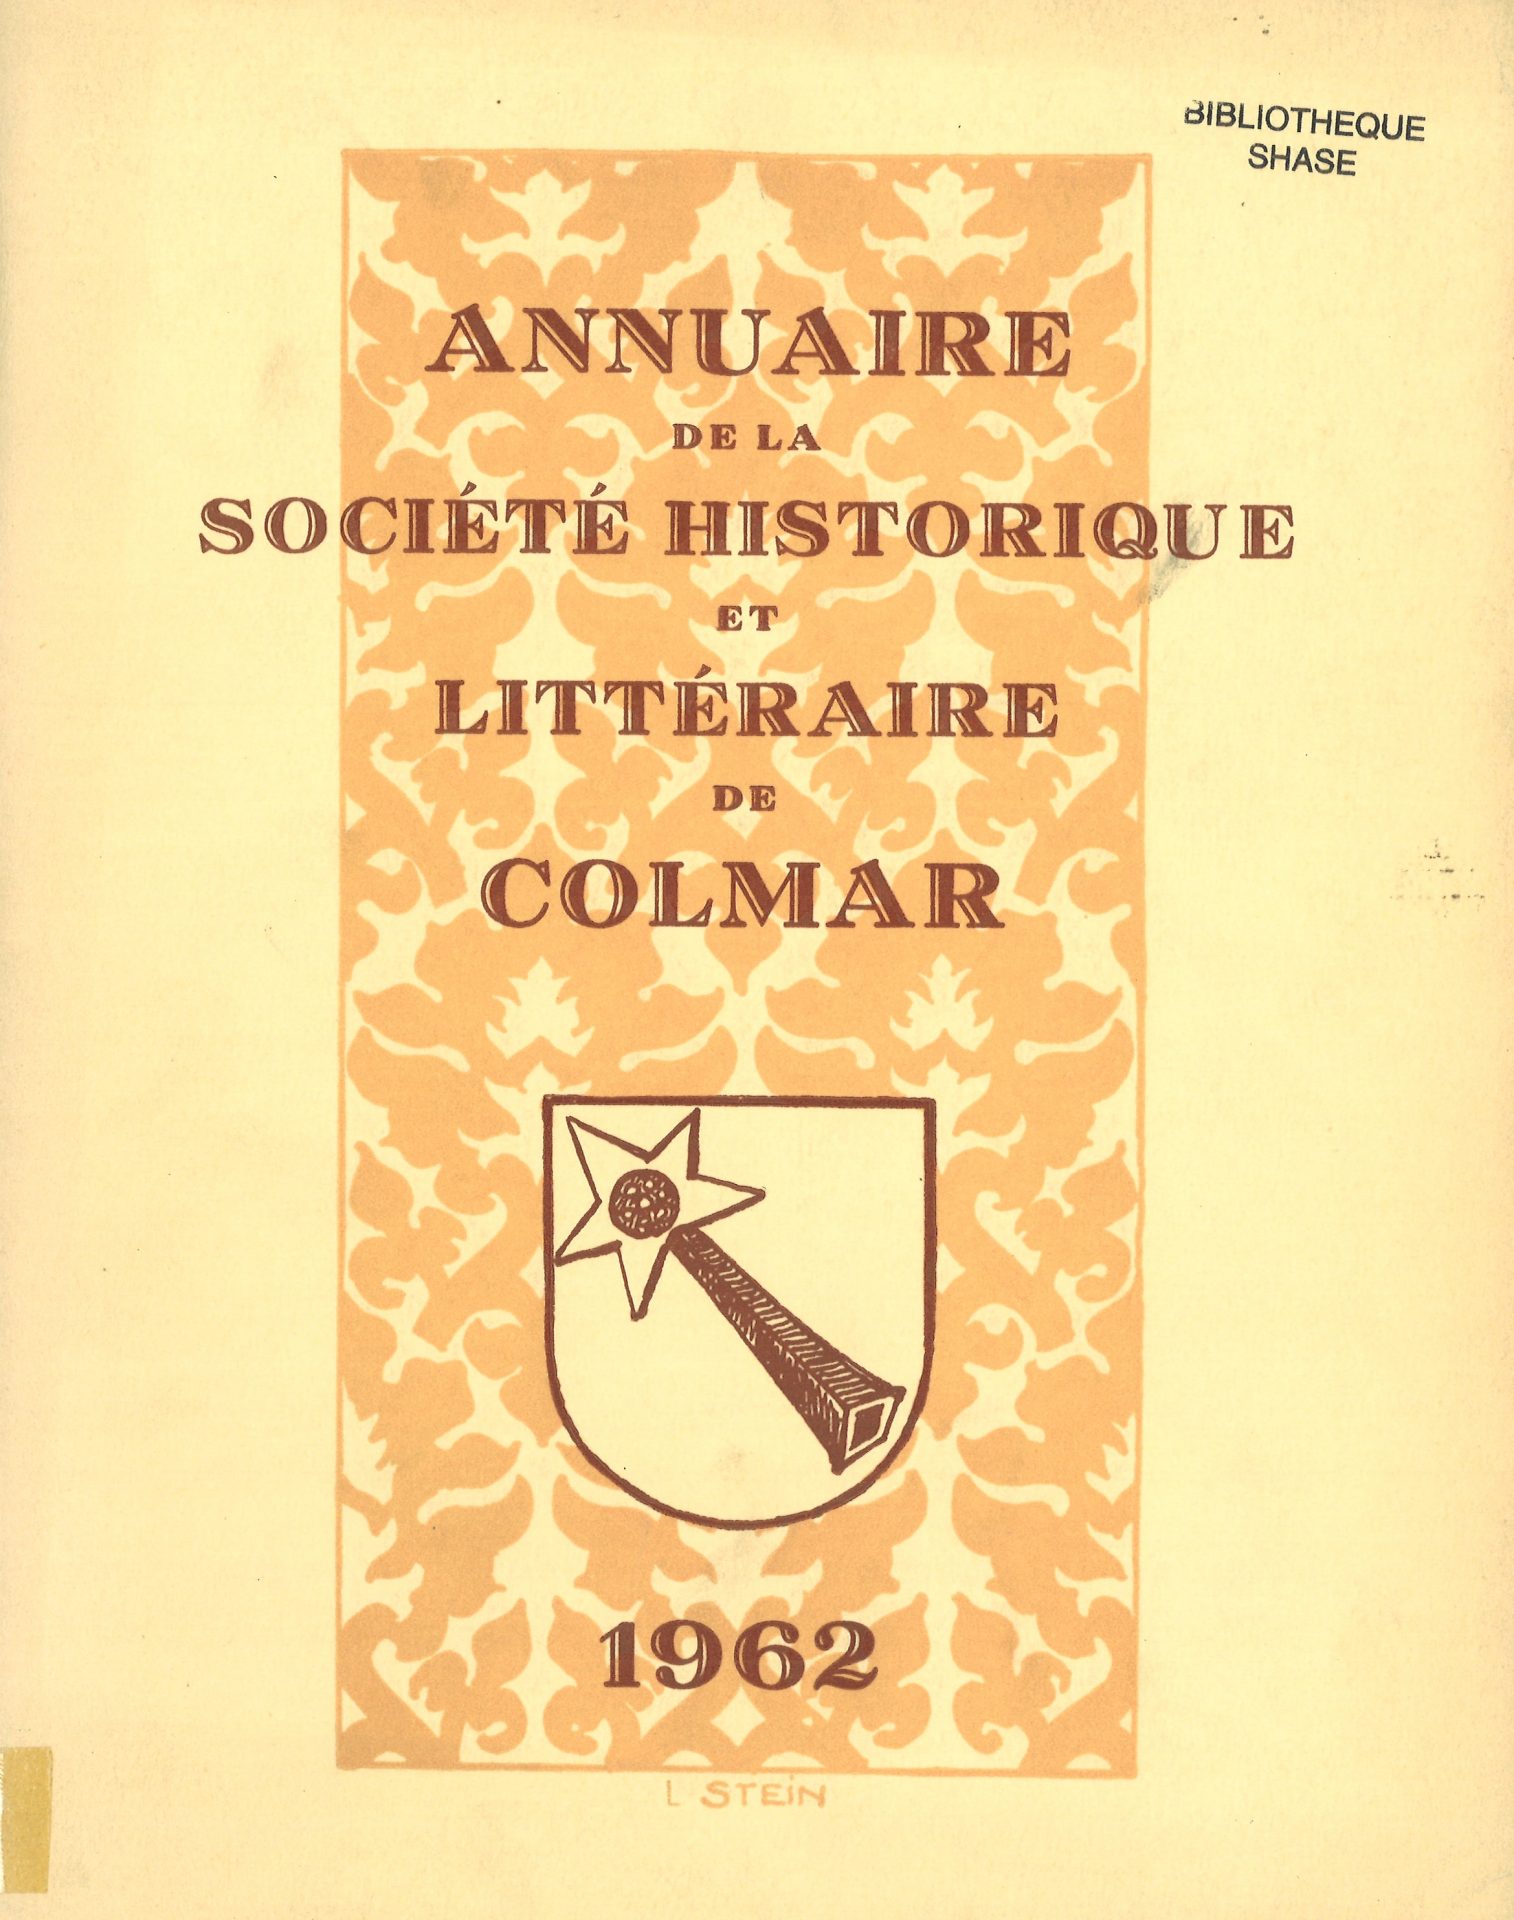 BIBLIOTHEQUE
SHASE
ANNUAIRE
DE LA
SOCIÉTÉ HISTORIQUE
ET
LITTÉRAIRE
DE
COLMAR
1962
L STEIN